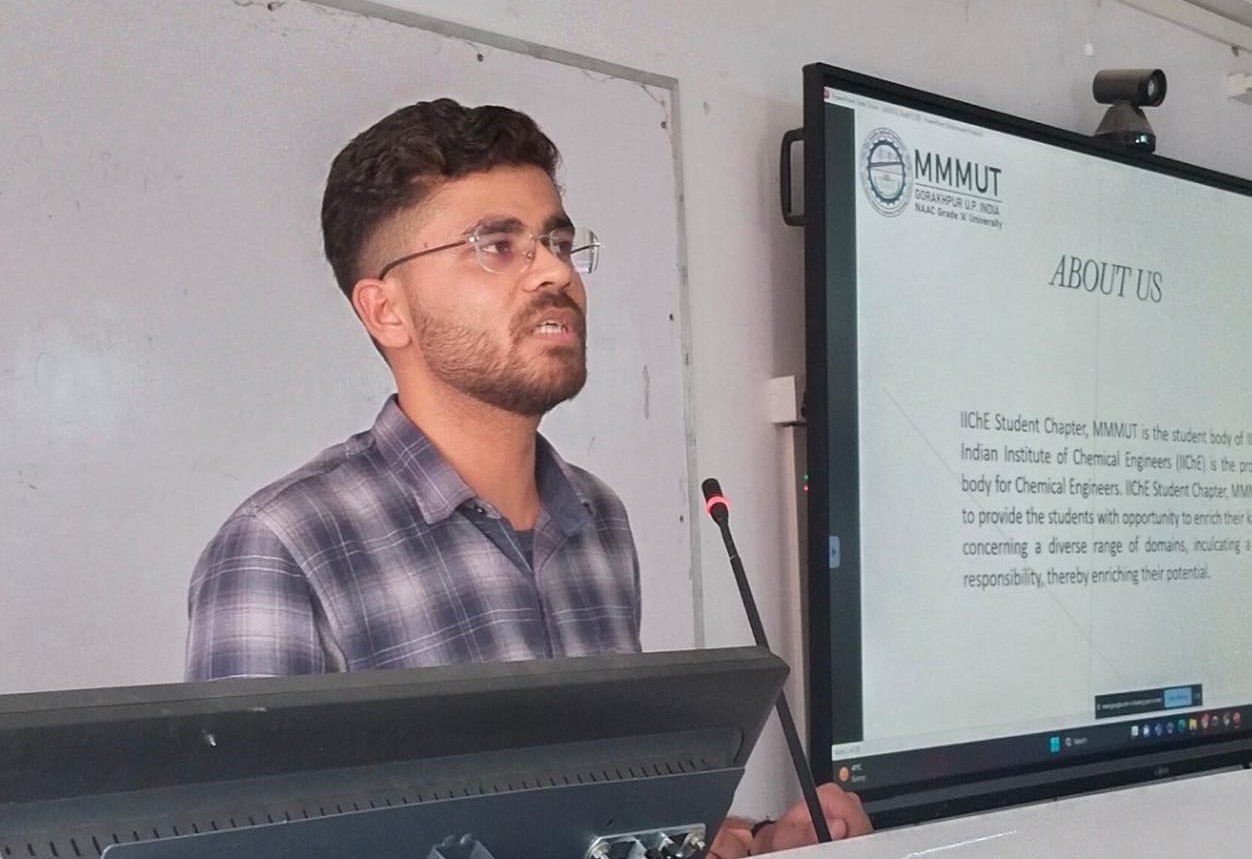 MMMUT
GORAKHPUR U.P. INDIA
NAAC Grade 'A' University
ABOUT US
IIChE Student Chapter, MMMUT is the student body of
Indian Institute of Chemical Engineers (IIChE) is the
body for Chemical Engineers. IIChE Student Chapter,
to provide the students with opportunity to enrich their
concerning a diverse range of domains, inculcating a
responsibility, thereby enriching their potential.
Search
Sunny